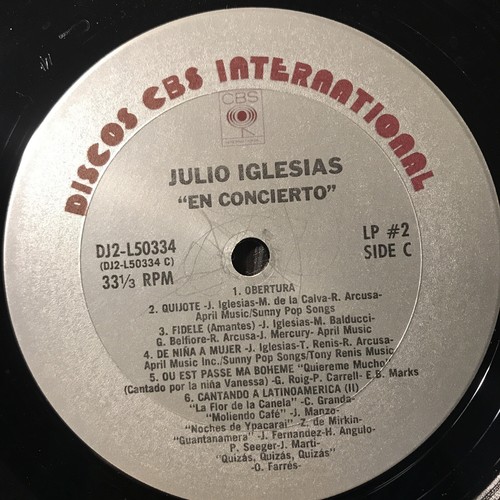 DISCOS CBS INTERNATIONAL
CBS
JULIO IGLESIAS
"EN CONCIERTO"
DJ2-L50334
(DJ2-L50334 C)
33⅓ RPM
LP #2
SIDE C
1. OBERTURA
2. QUIJOTE -J. Iglesias-M. de la Calva-R. Arcusa-
April Music/Sunny Pop Songs
3. FIDELE (Amantes) -J. Iglesias-M. Balducci-
G. Belfiore-R. Arcusa-J. Mercury- April Music
4. DE NIÑA A MUJER -J. Iglesias-T. Renis-R. Arcusa-
April Music Inc./Sunny Pop Songs/Tony Renis Music
5. OU EST PASSE MA BOHEME "Quiereme Mucho"
(Cantado por la niña Vanessa) -G. Roig-P. Carrell- E.B. Marks
6. CANTANDO A LATINOAMERICA (II)
"La Flor de la Canela" -C. Granda-
"Moliendo Café" -J. Manzo-
"Noches de Ypacarai" -Z. de Mirkin-
"Guantanamera" -J. Fernandez-H. Angulo-
P. Seeger-J. Marti-
"Quizás, Quizás, Quizás"
-O. Farrés-